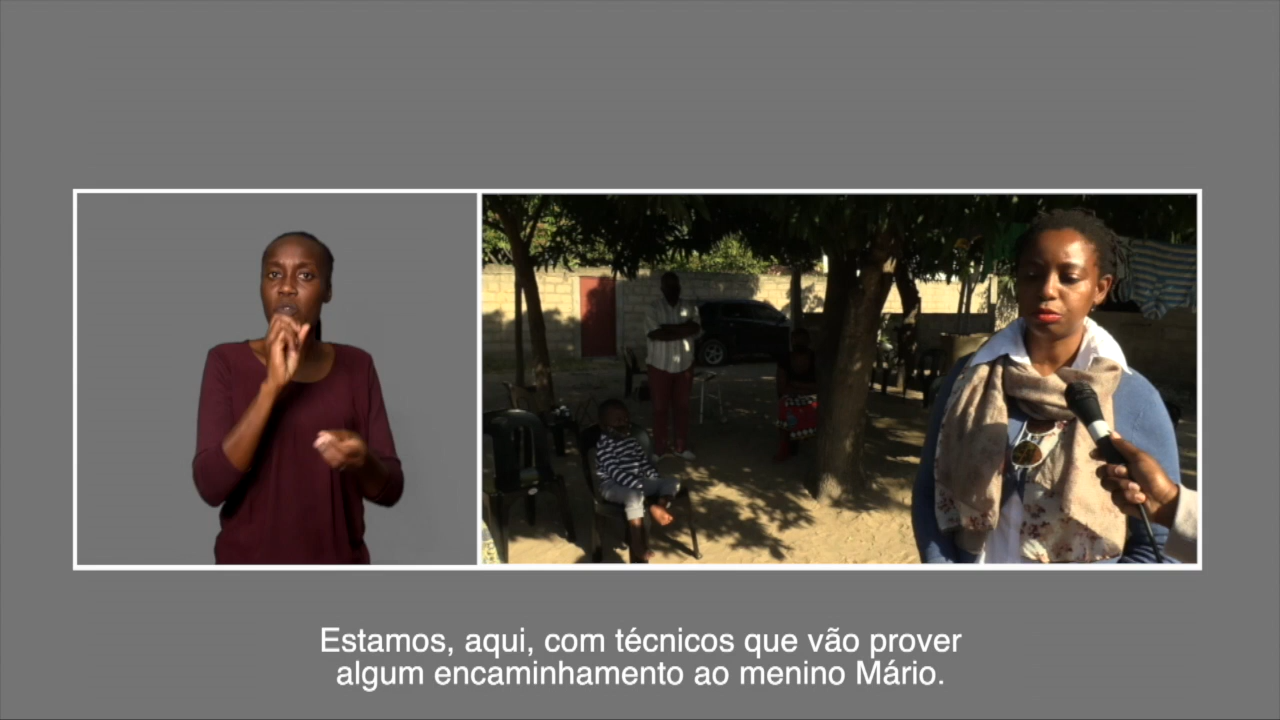 Estamos, aqui, com técnicos que vão prover
algum encaminhamento ao menino Mário.